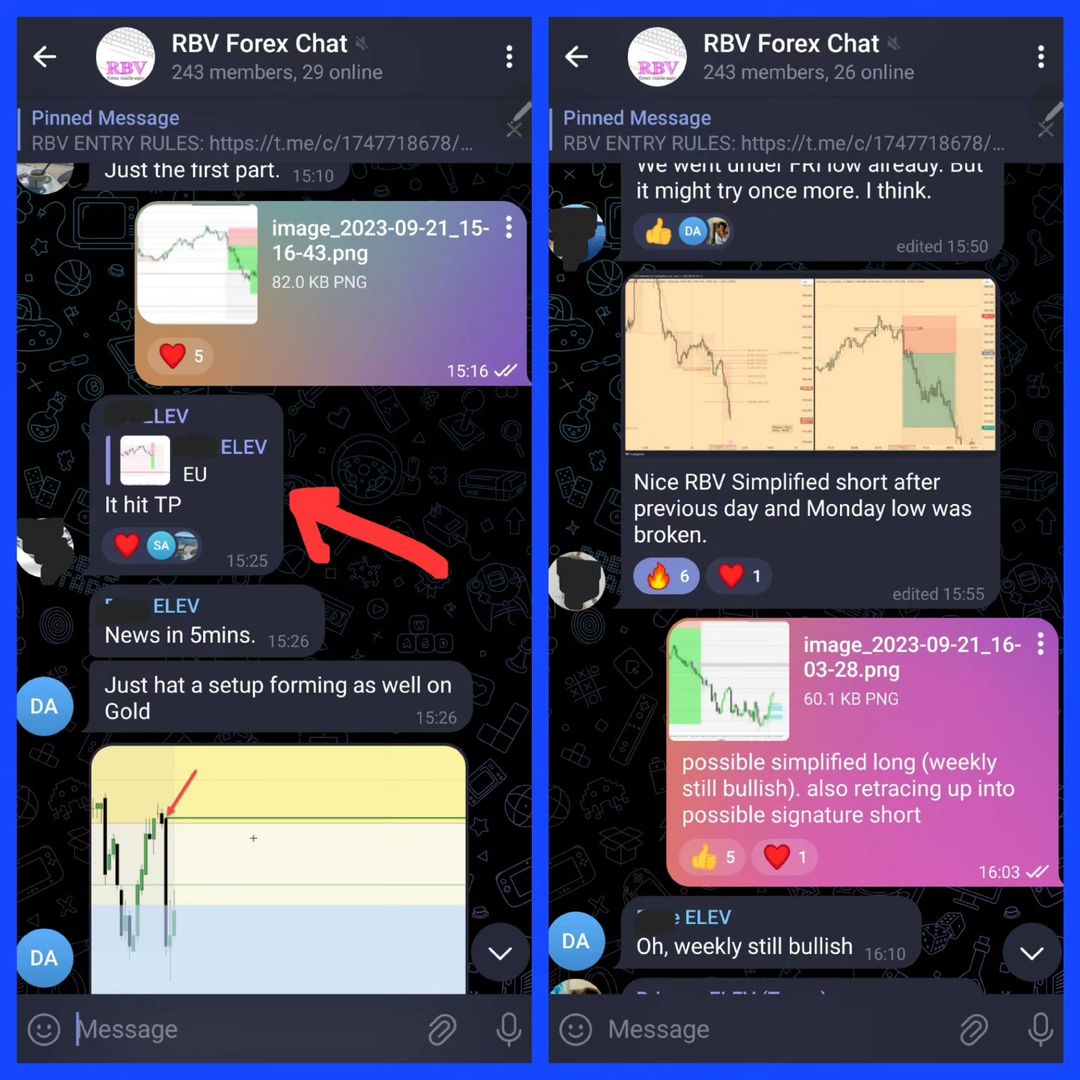 RBV Forex Chat
243 members, 29 online
Pinned Message
RBV ENTRY RULES: https://t.me/c/1747718678/...
Just the first part. 15:10
image_2023-09-21_15-
16-43.png
82.0 KB PNG
5
15:16
ELEV
ELEV
EU
It hit TP
SA
15:25
ELEV
News in 5mins. 15:26
DA
Just hat a setup forming as well on
Gold
15:26
DA
Message
RBV Forex Chat
243 members, 26 online
Pinned Message
RBV ENTRY RULES: https://t.me/c/1747718678/...
We went under FRI low already. But
it might try once more. I think.
DA
edited 15:50
Nice RBV Simplified short after
previous day and Monday low was
broken.
6 1
edited 15:55
image_2023-09-21_16-
03-28.png
60.1 KB PNG
possible simplified long (weekly
still bullish). also retracing up into
possible signature short
5 1
16:03
e ELEV
DA
Oh, weekly still bullish 16:10
Message